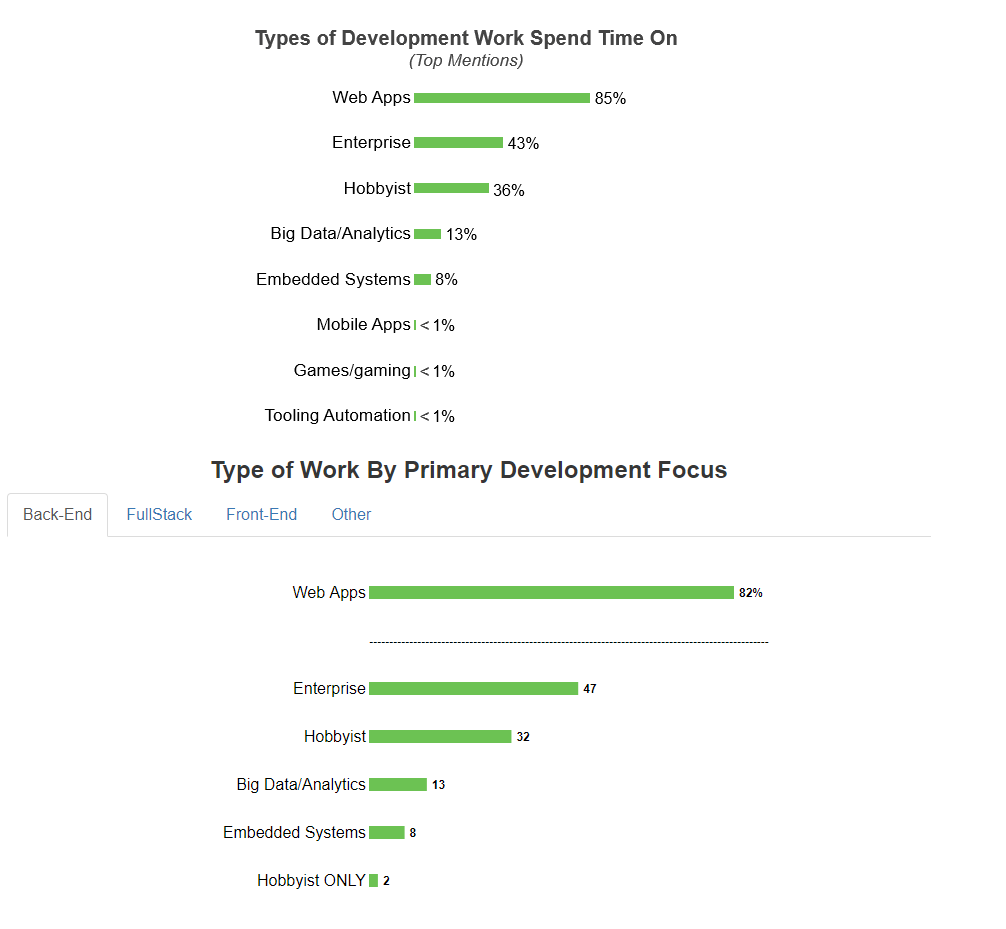 Types of Development Work Spend Time On
(Top Mentions)
Web Apps 85%
Enterprise 43%
Hobbyist 36%
Big Data/Analytics 13%
Embedded Systems 8%
Mobile Apps < 1%
Games/gaming < 1%
Tooling Automation < 1%
Type of Work By Primary Development Focus
Back-End FullStack Front-End Other
Web Apps 82%
Enterprise 47
Hobbyist 32
Big Data/Analytics 13
Embedded Systems 8
Hobbyist ONLY 2